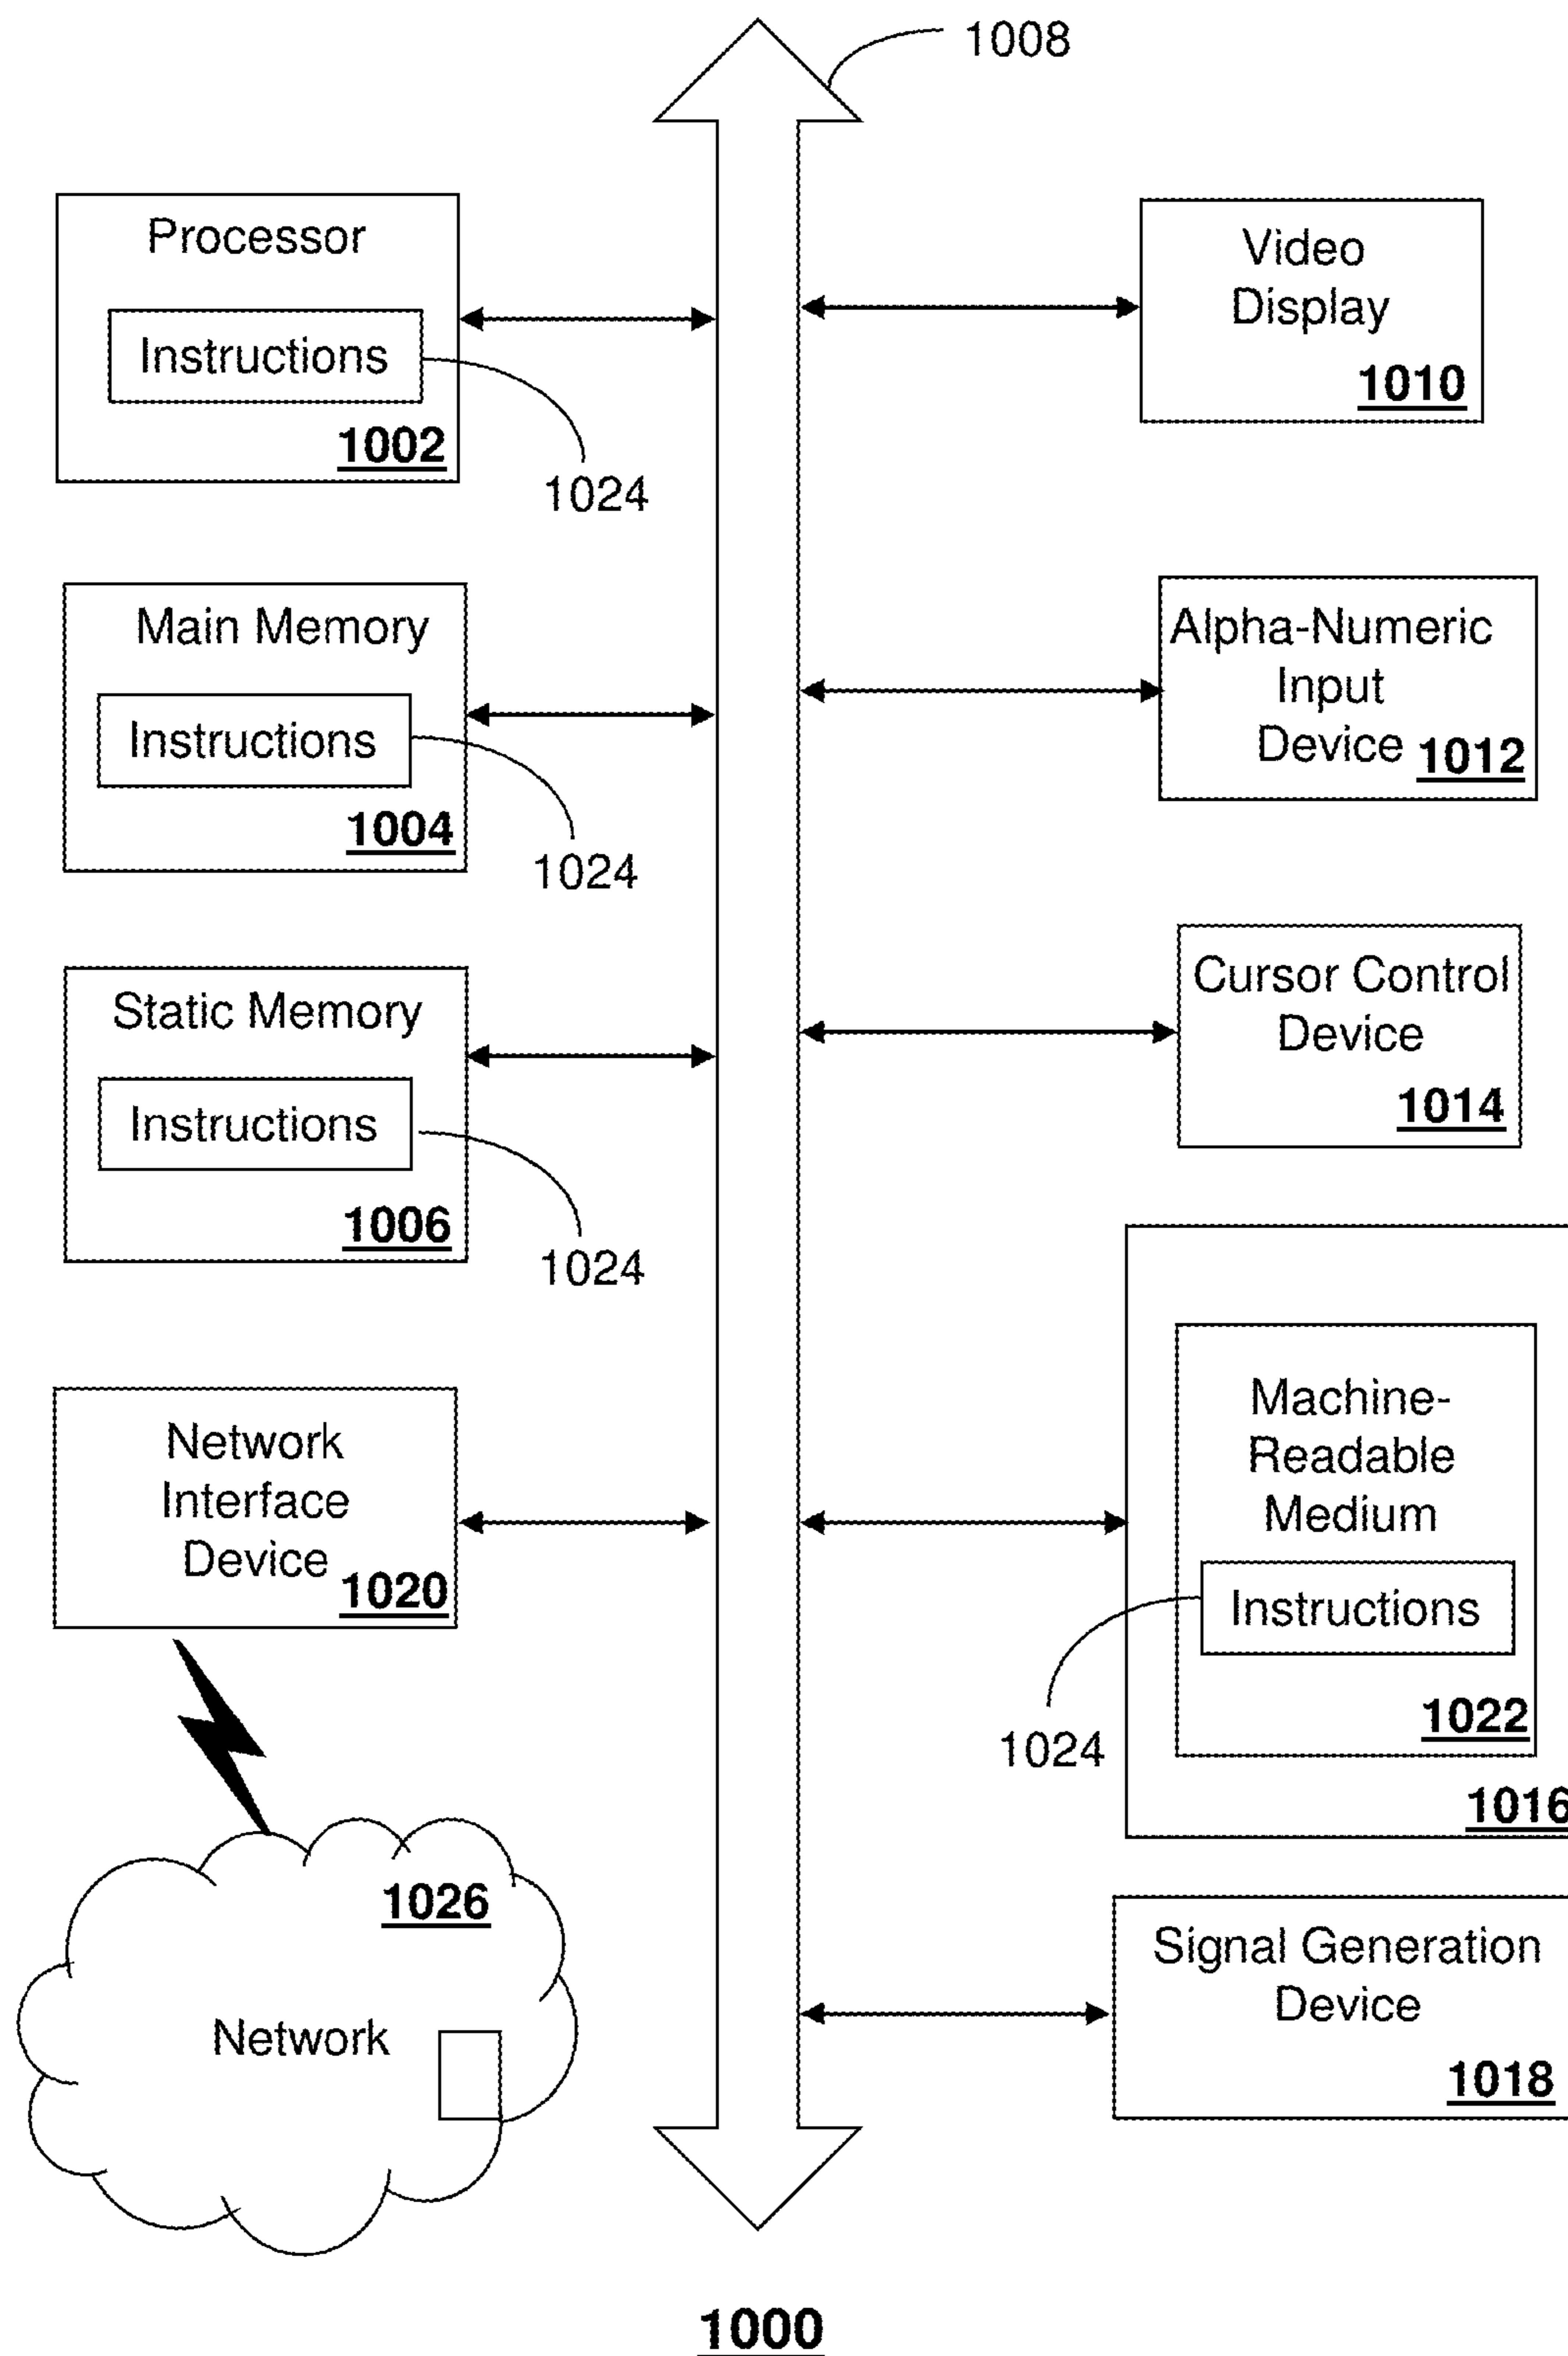 1008
Processor
Instructions
1002
1024
Main Memory
Instructions
1004
1024
Static Memory
Instructions
1006
1024
Network
Interface
Device
1020
1026
Network
Video
Display
1010
Alpha-Numeric
Input
Device
1012
Cursor Control
Device
1014
Machine-
Readable
Medium
Instructions
1024
1022
1016
Signal Generation
Device
1018
1000